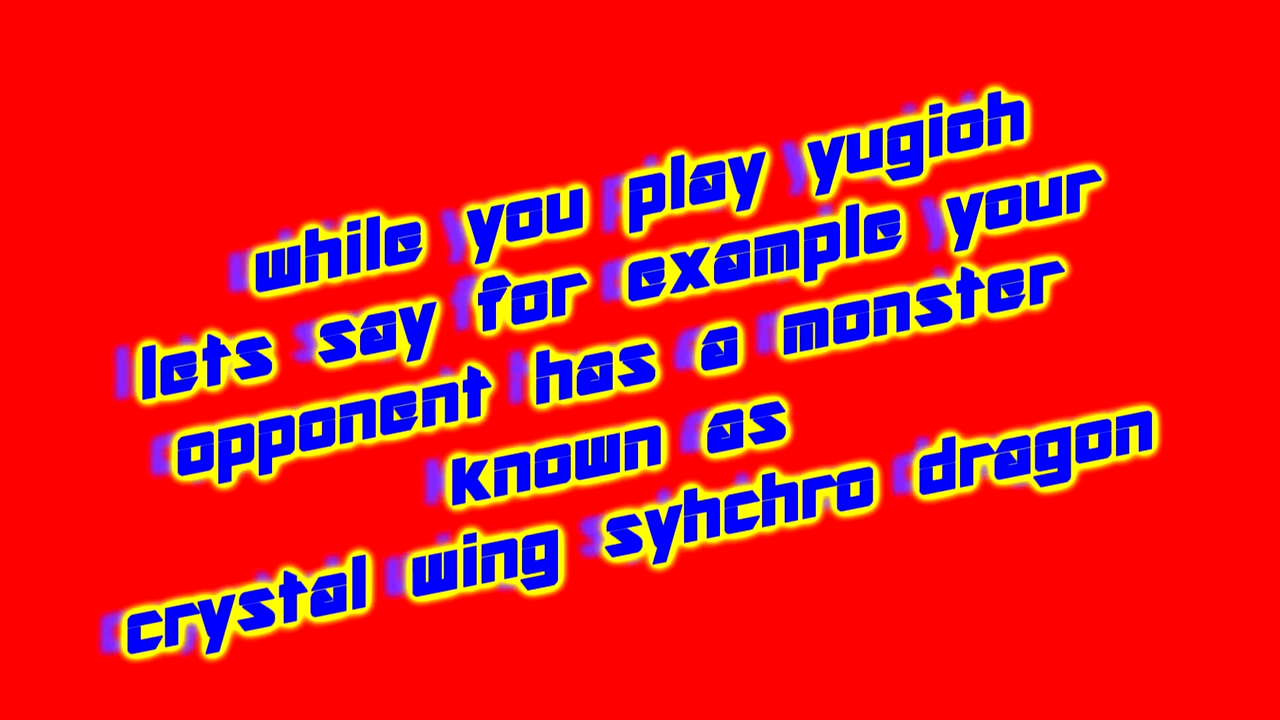 while you play yugioh
lets say for example your
opponent has a monster
known as
crystal wing syhchro dragon